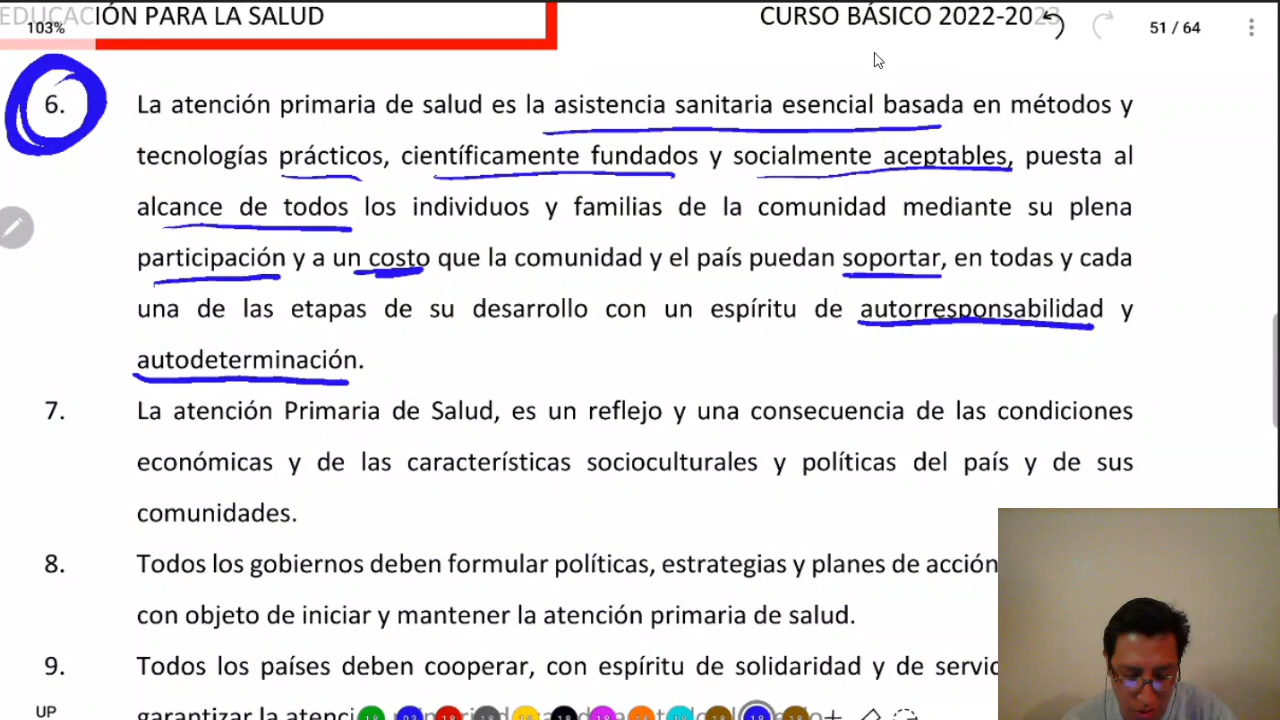 EDUCACIÓN PARA LA SALUD
CURSO BÁSICO 2022-2023
103%
51 / 64
6. La atención primaria de salud es la asistencia sanitaria esencial basada en métodos y
tecnologías prácticos, científicamente fundados y socialmente aceptables, puesta al
alcance de todos los individuos y familias de la comunidad mediante su plena
participación y a un costo que la comunidad y el país puedan soportar, en todas y cada
una de las etapas de su desarrollo con un espíritu de autorresponsabilidad y
autodeterminación.
7. La atención Primaria de Salud, es un reflejo y una consecuencia de las condiciones
económicas y de las características socioculturales y políticas del país y de sus
comunidades.
8. Todos los gobiernos deben formular políticas, estrategias y planes de acción
con objeto de iniciar y mantener la atención primaria de salud.
9. Todos los países deben cooperar, con espíritu de solidaridad y de servic
garantizar la atenci
UP